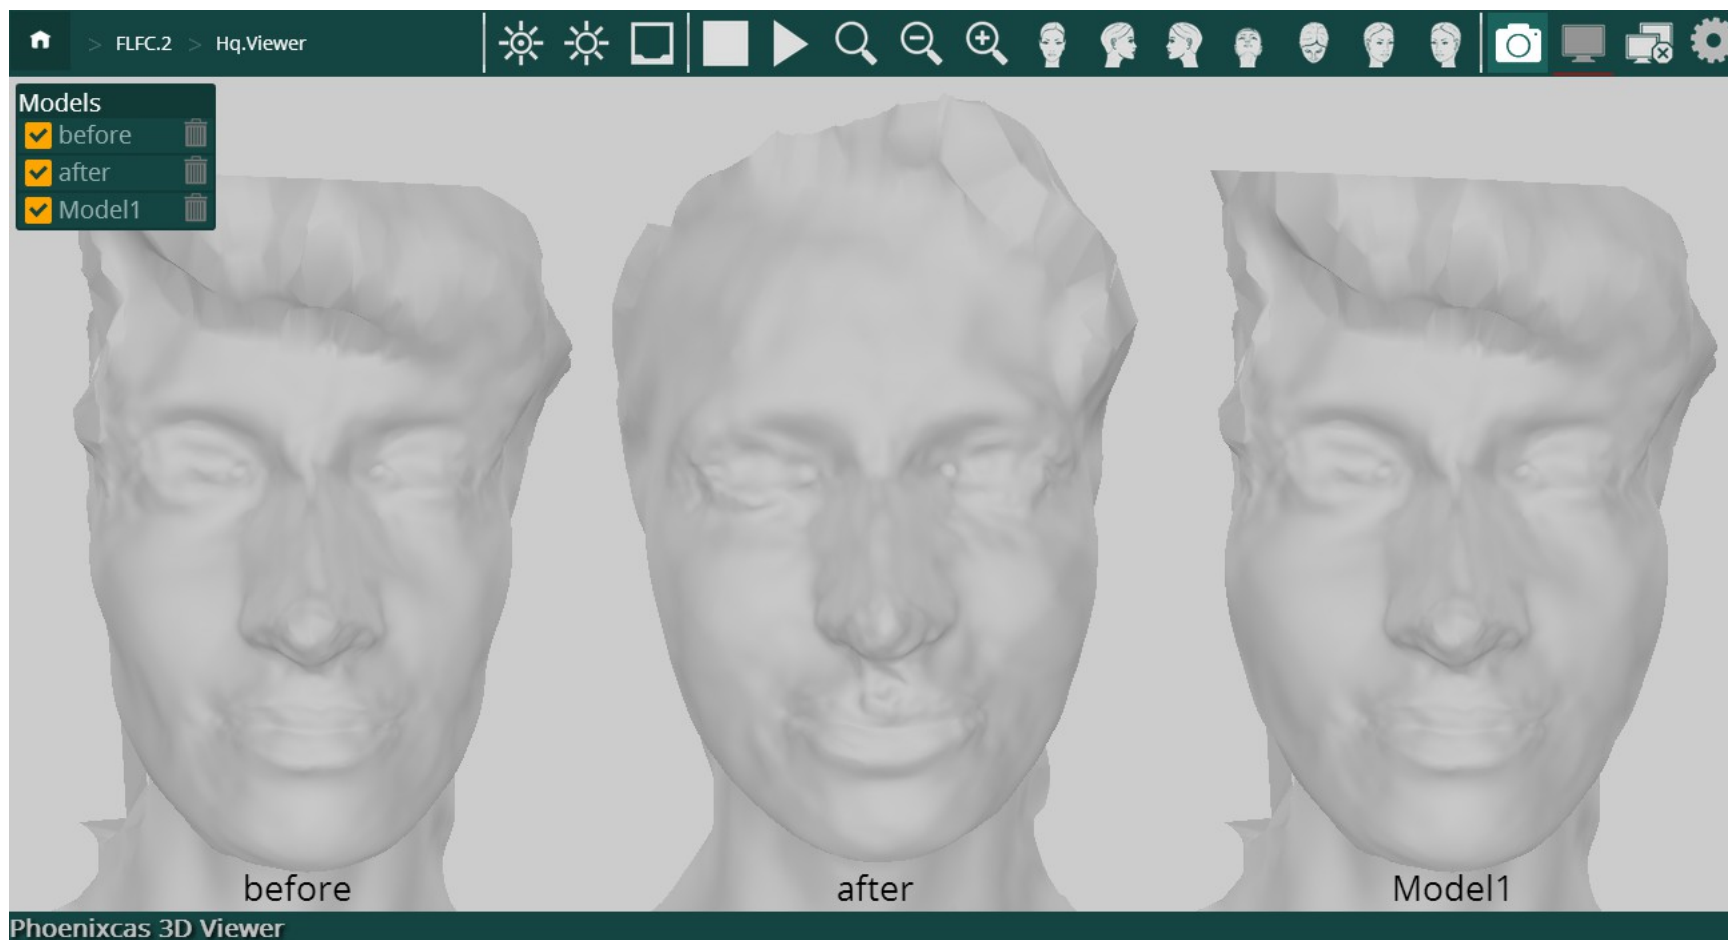 > FLFC.2 > Hq.Viewer
Models
before
after
Model1
before
after
Model1
Phoenixcas 3D Viewer